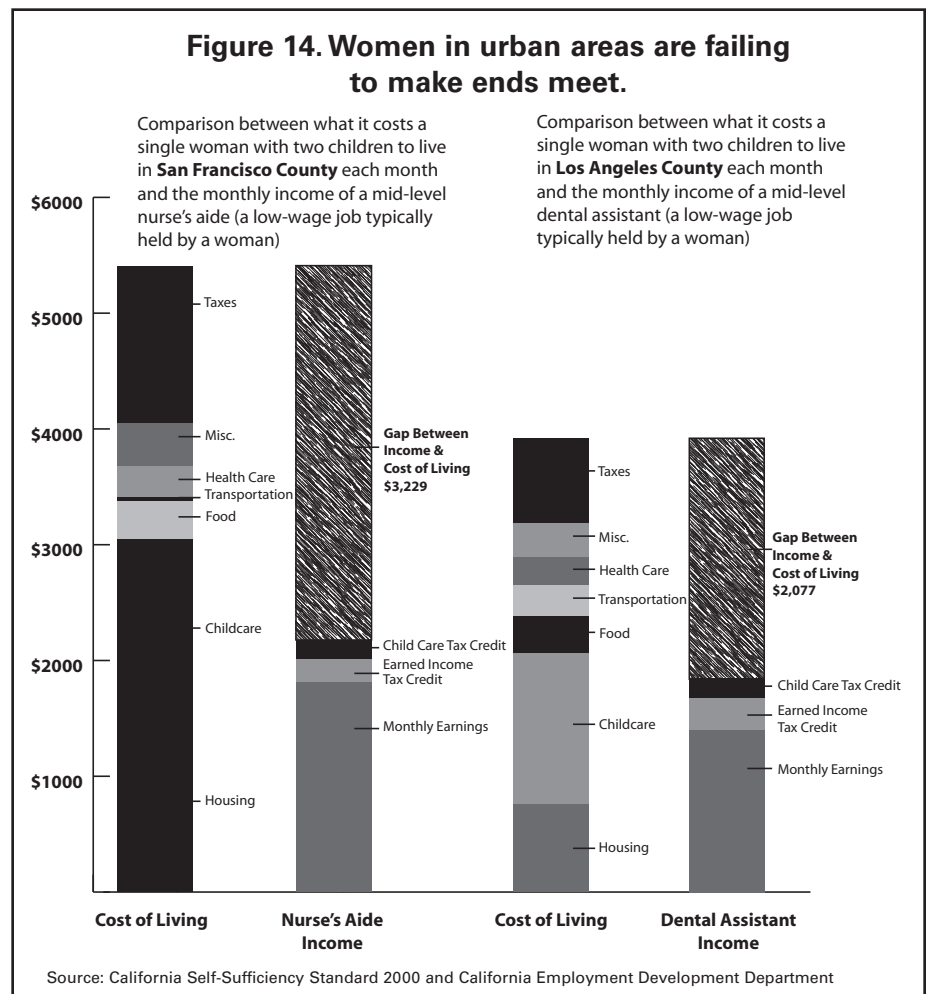 Figure 14. Women in urban areas are failing
to make ends meet.
Comparison between what it costs a
single woman with two children to live
in San Francisco County each month
and the monthly income of a mid-level
nurse's aide (a low-wage job typically
held by a woman)
Comparison between what it costs a
single woman with two children to live
in Los Angeles County each month
and the monthly income of a mid-level
dental assistant (a low-wage job
typically held by a woman)
$6000
$5000
$4000
$3000
$2000
$1000
Taxes
Misc.
Health Care
Transportation
Food
Childcare
Housing
Gap Between
Income &
Cost of Living
$3,229
Child Care Tax Credit
Earned Income
Tax Credit
Monthly Earnings
Taxes
Misc.
Health Care
Transportation
Food
Childcare
Housing
Gap Between
Income &
Cost of Living
$2,077
Child Care Tax Credit
Earned Income
Tax Credit
Monthly Earnings
Cost of Living
Nurse's Aide
Income
Cost of Living
Dental Assistant
Income
Source: California Self-Sufficiency Standard 2000 and California Employment Development Department